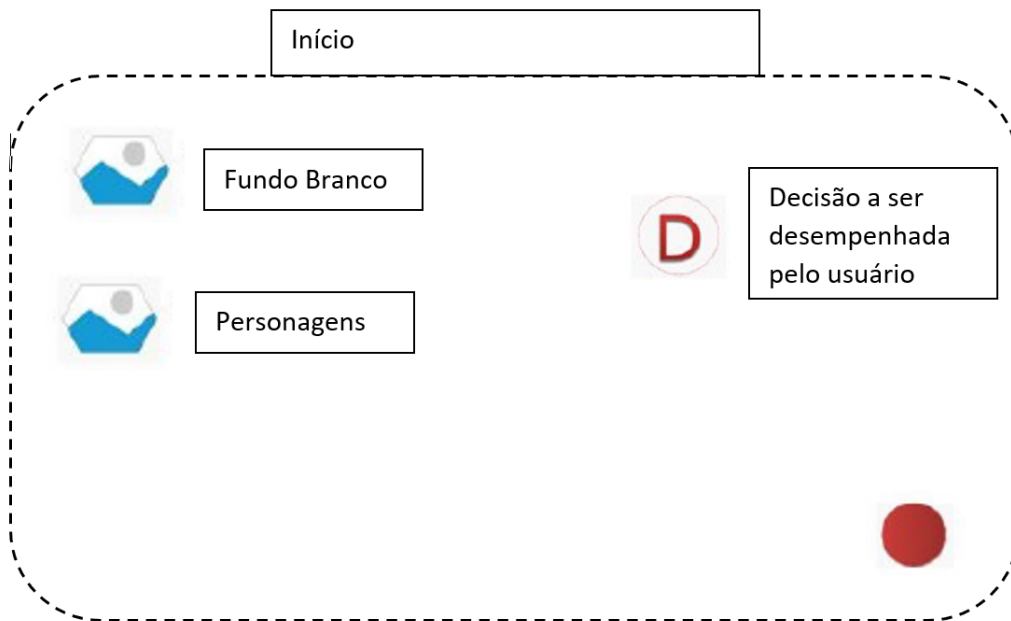 Início
Fundo Branco
D
Decisão a ser
desempenhada
pelo usuário
Personagens